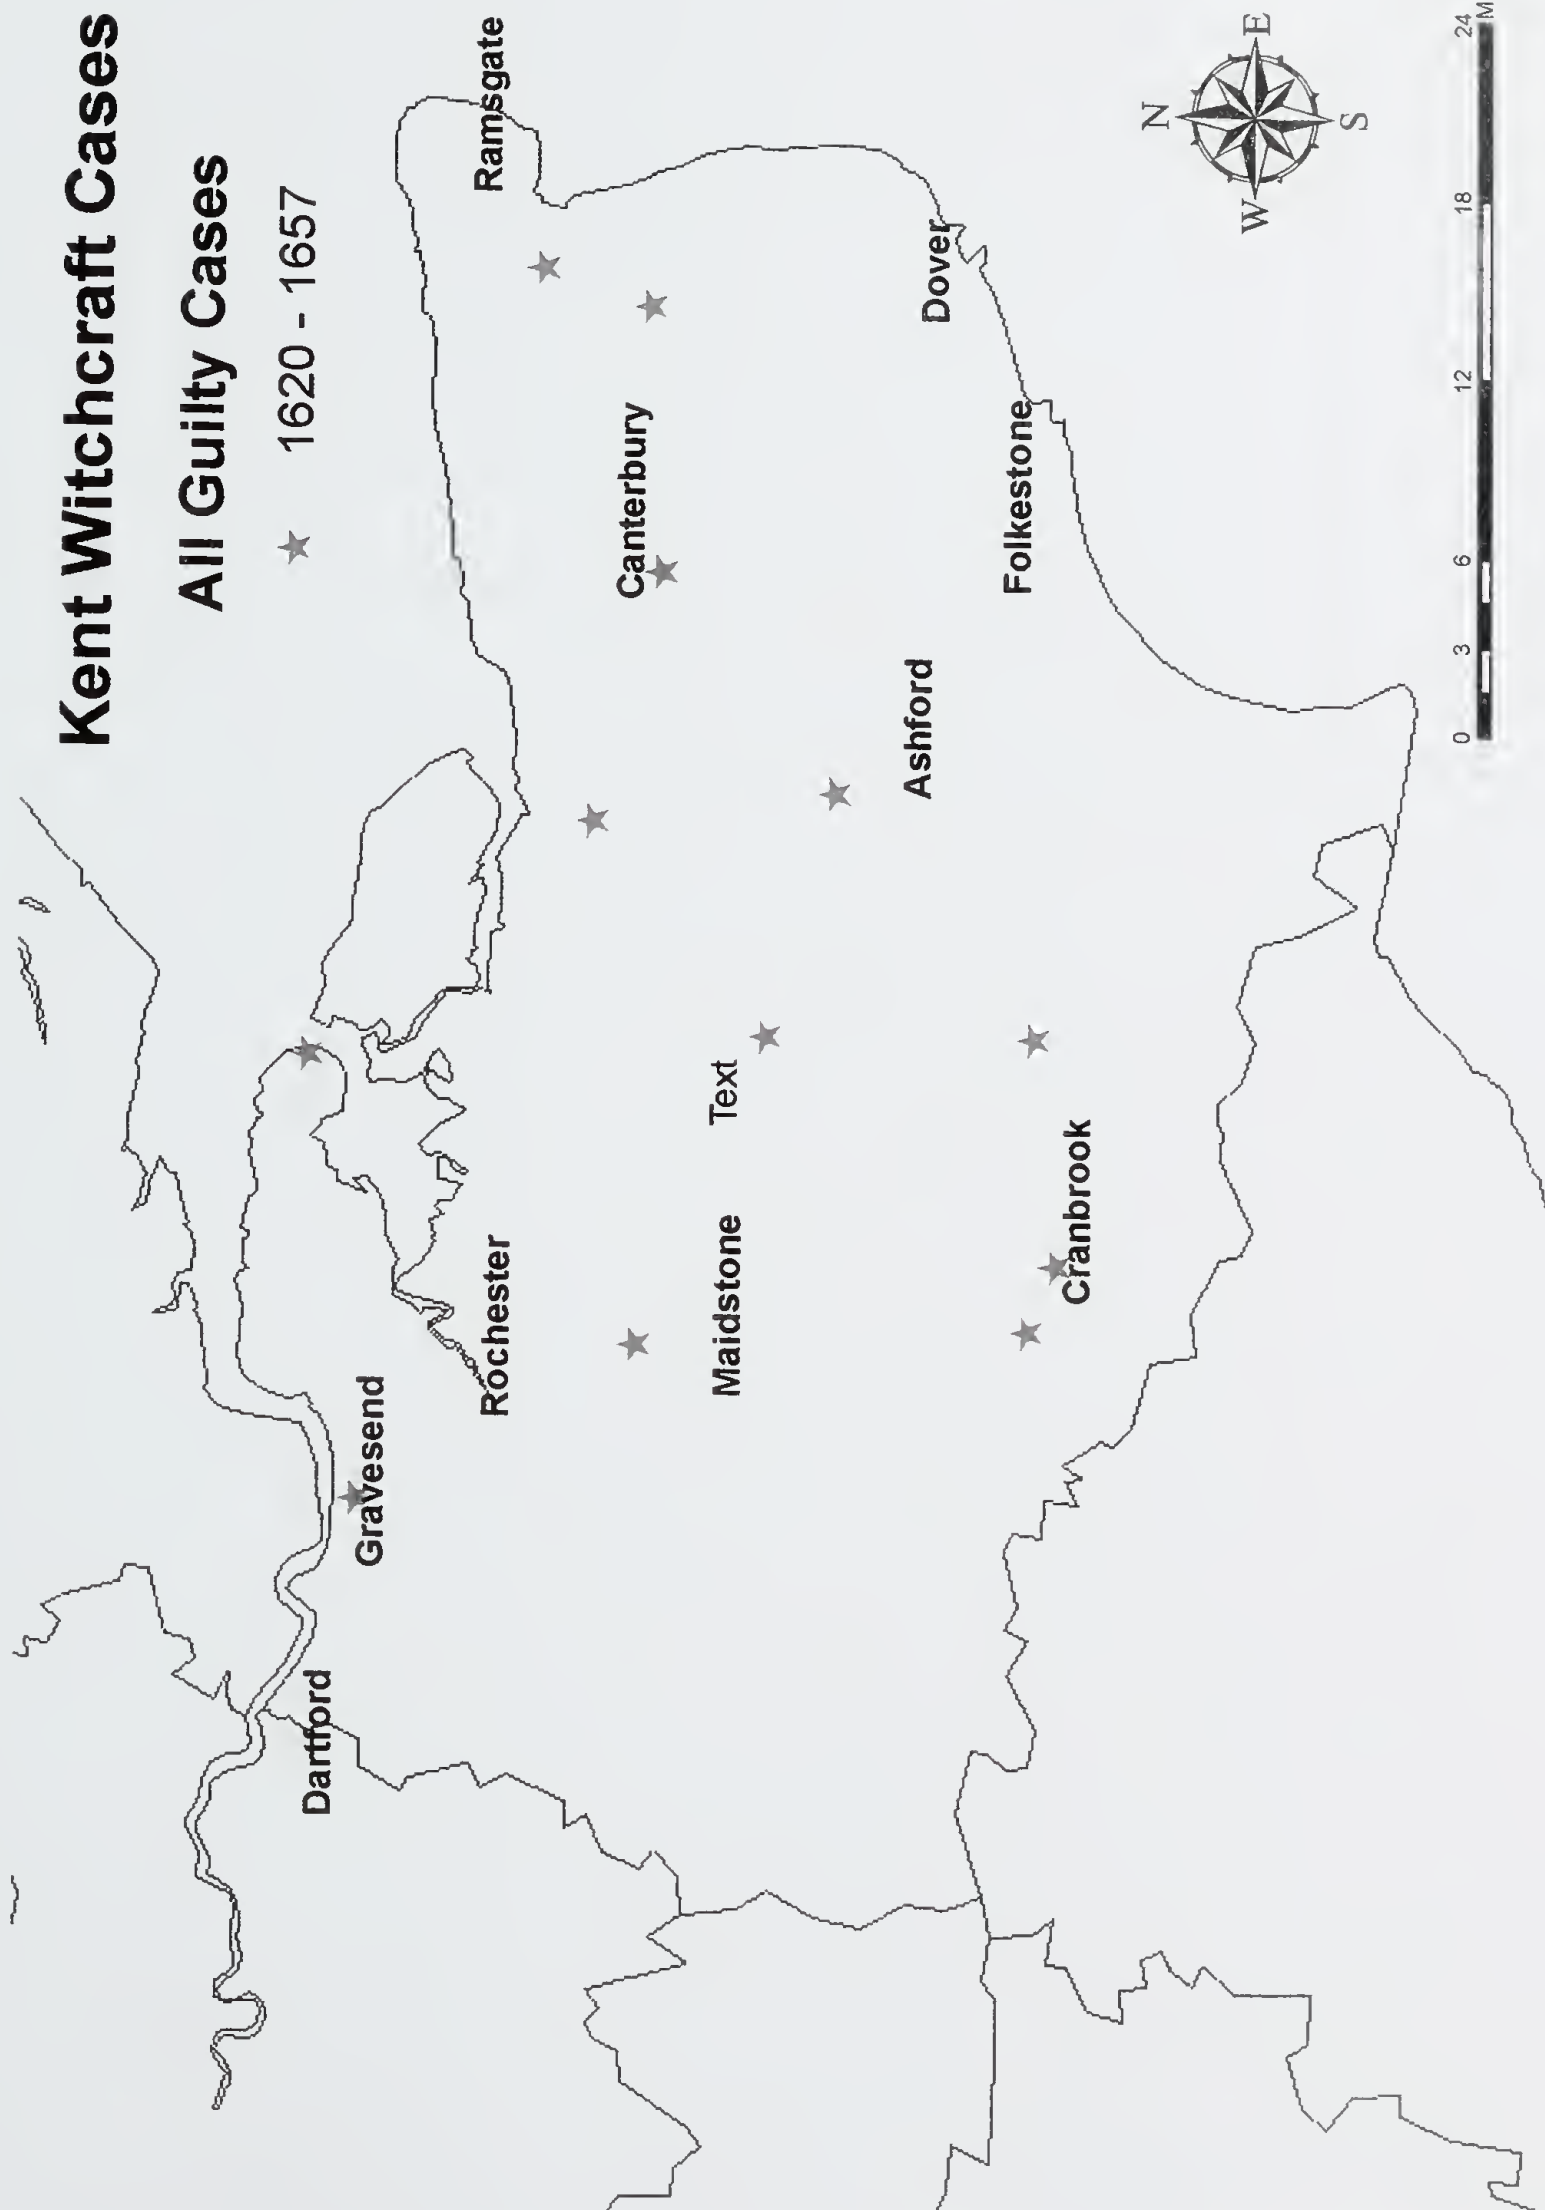 Kent Witchcraft Cases
All Guilty Cases
1620 - 1657
Dartford
Gravesend
Rochester
Ramsgate
Canterbury
Maidstone
Text
Ashford
Dover
Cranbrook
Folkestone
N
W
E
S
0 3 6 12 18 24
M